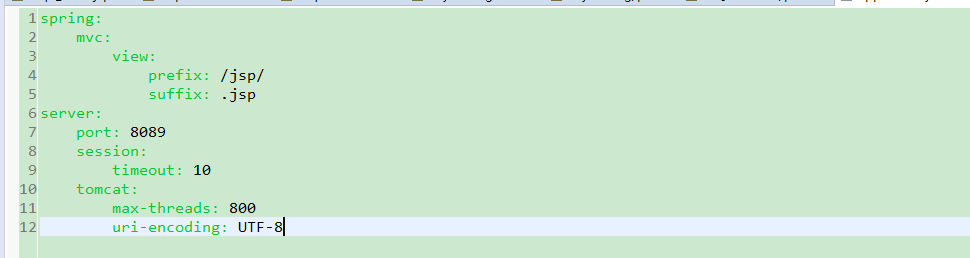 1 spring:
2     mvc:
3         view:
4             prefix: /jsp/
5             suffix: .jsp
6 server:
7     port: 8089
8     session:
9         timeout: 10
10     tomcat:
11         max-threads: 800
12         uri-encoding: UTF-8